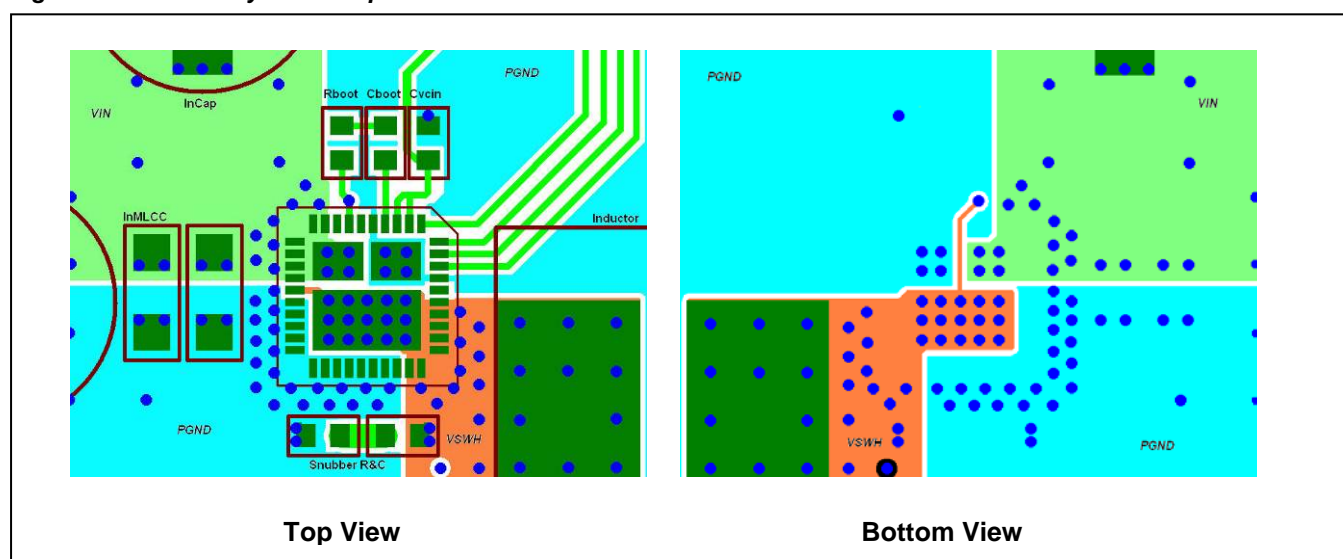 PGND
Rboot Cboot Cvcin
InCap
VIN
InMLCC
Inductor
PGND
VSWH
Snubber R&C
PGND
VIN
VSWH
PGND
Top View
Bottom View